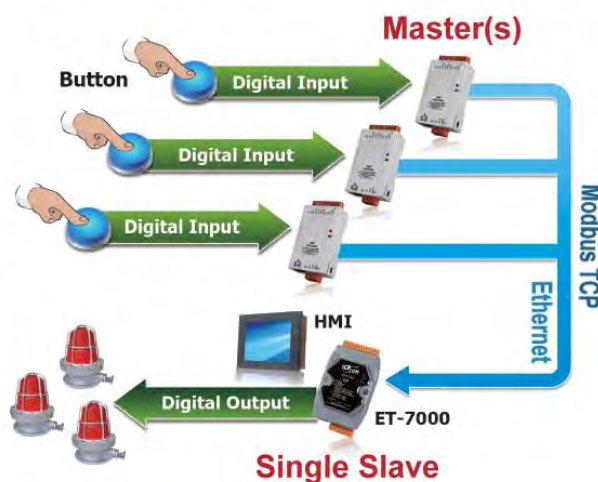 Master(s)
Button
Digital Input
Digital Input
Digital Input
Modbus TCP
Ethernet
HMI
Digital Output
ET-7000
Single Slave